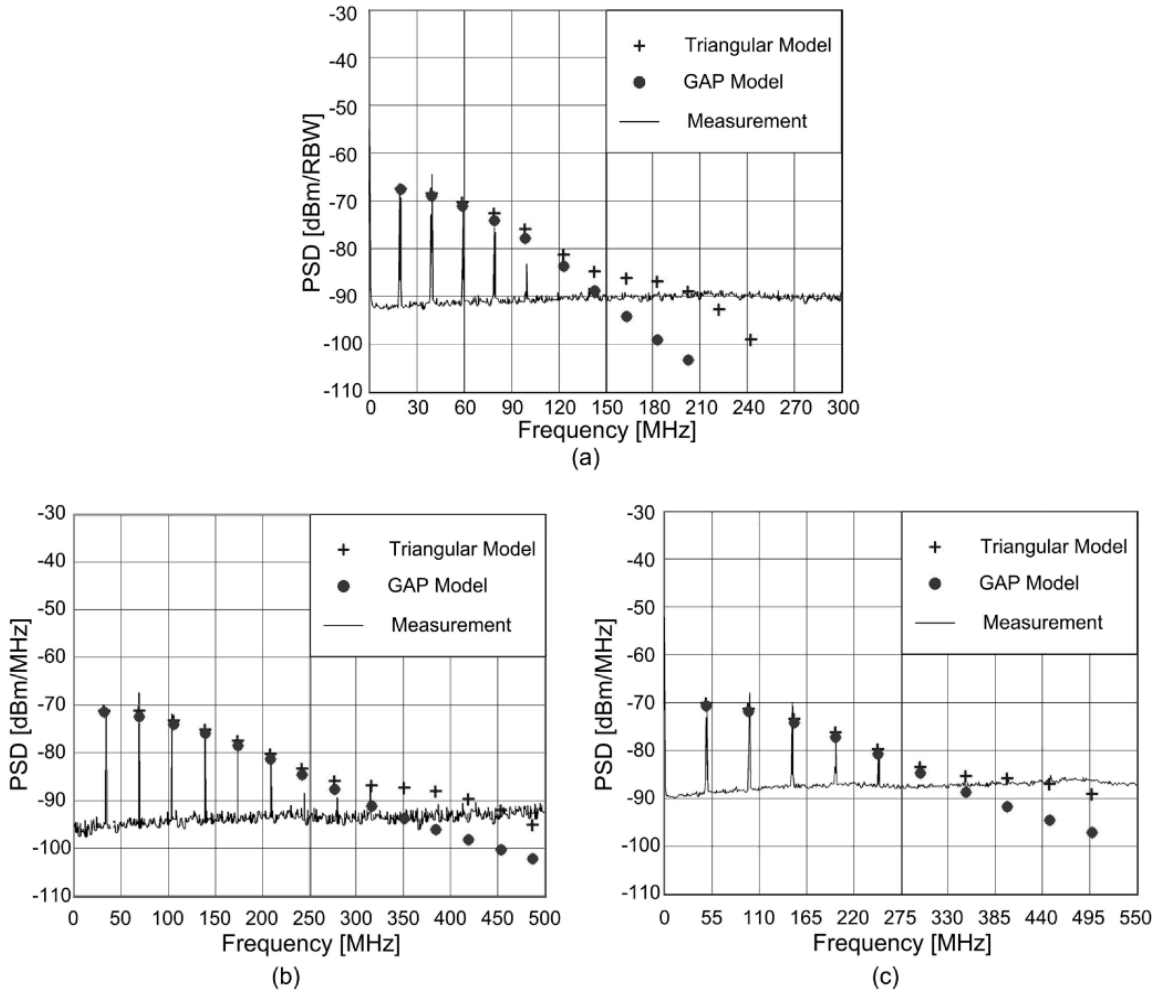 -30
-40
-50
-60
-70
-80
-90
-100
-110
PSD [dBm/RBW]
Triangular Model
GAP Model
Measurement
0 30 60 90 120 150 180 210 240 270 300
Frequency [MHz]
(a)
-30
-40
-50
-60
-70
-80
-90
-100
-110
PSD [dBm/MHz]
Triangular Model
GAP Model
Measurement
0 50 100 150 200 250 300 350 400 450 500
Frequency [MHz]
(b)
-30
-40
-50
-60
-70
-80
-90
-100
-110
PSD [dBm/MHz]
Triangular Model
GAP Model
Measurement
0 55 110 165 220 275 330 385 440 495 550
Frequency [MHz]
(c)